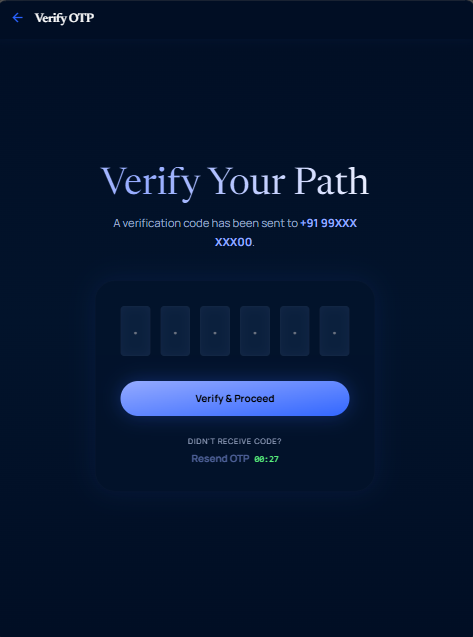 Verify OTP
Verify Your Path
A verification code has been sent to +91 99XXX
XXX00.
Verify & Proceed
DIDN'T RECEIVE CODE?
Resend OTP 00:27